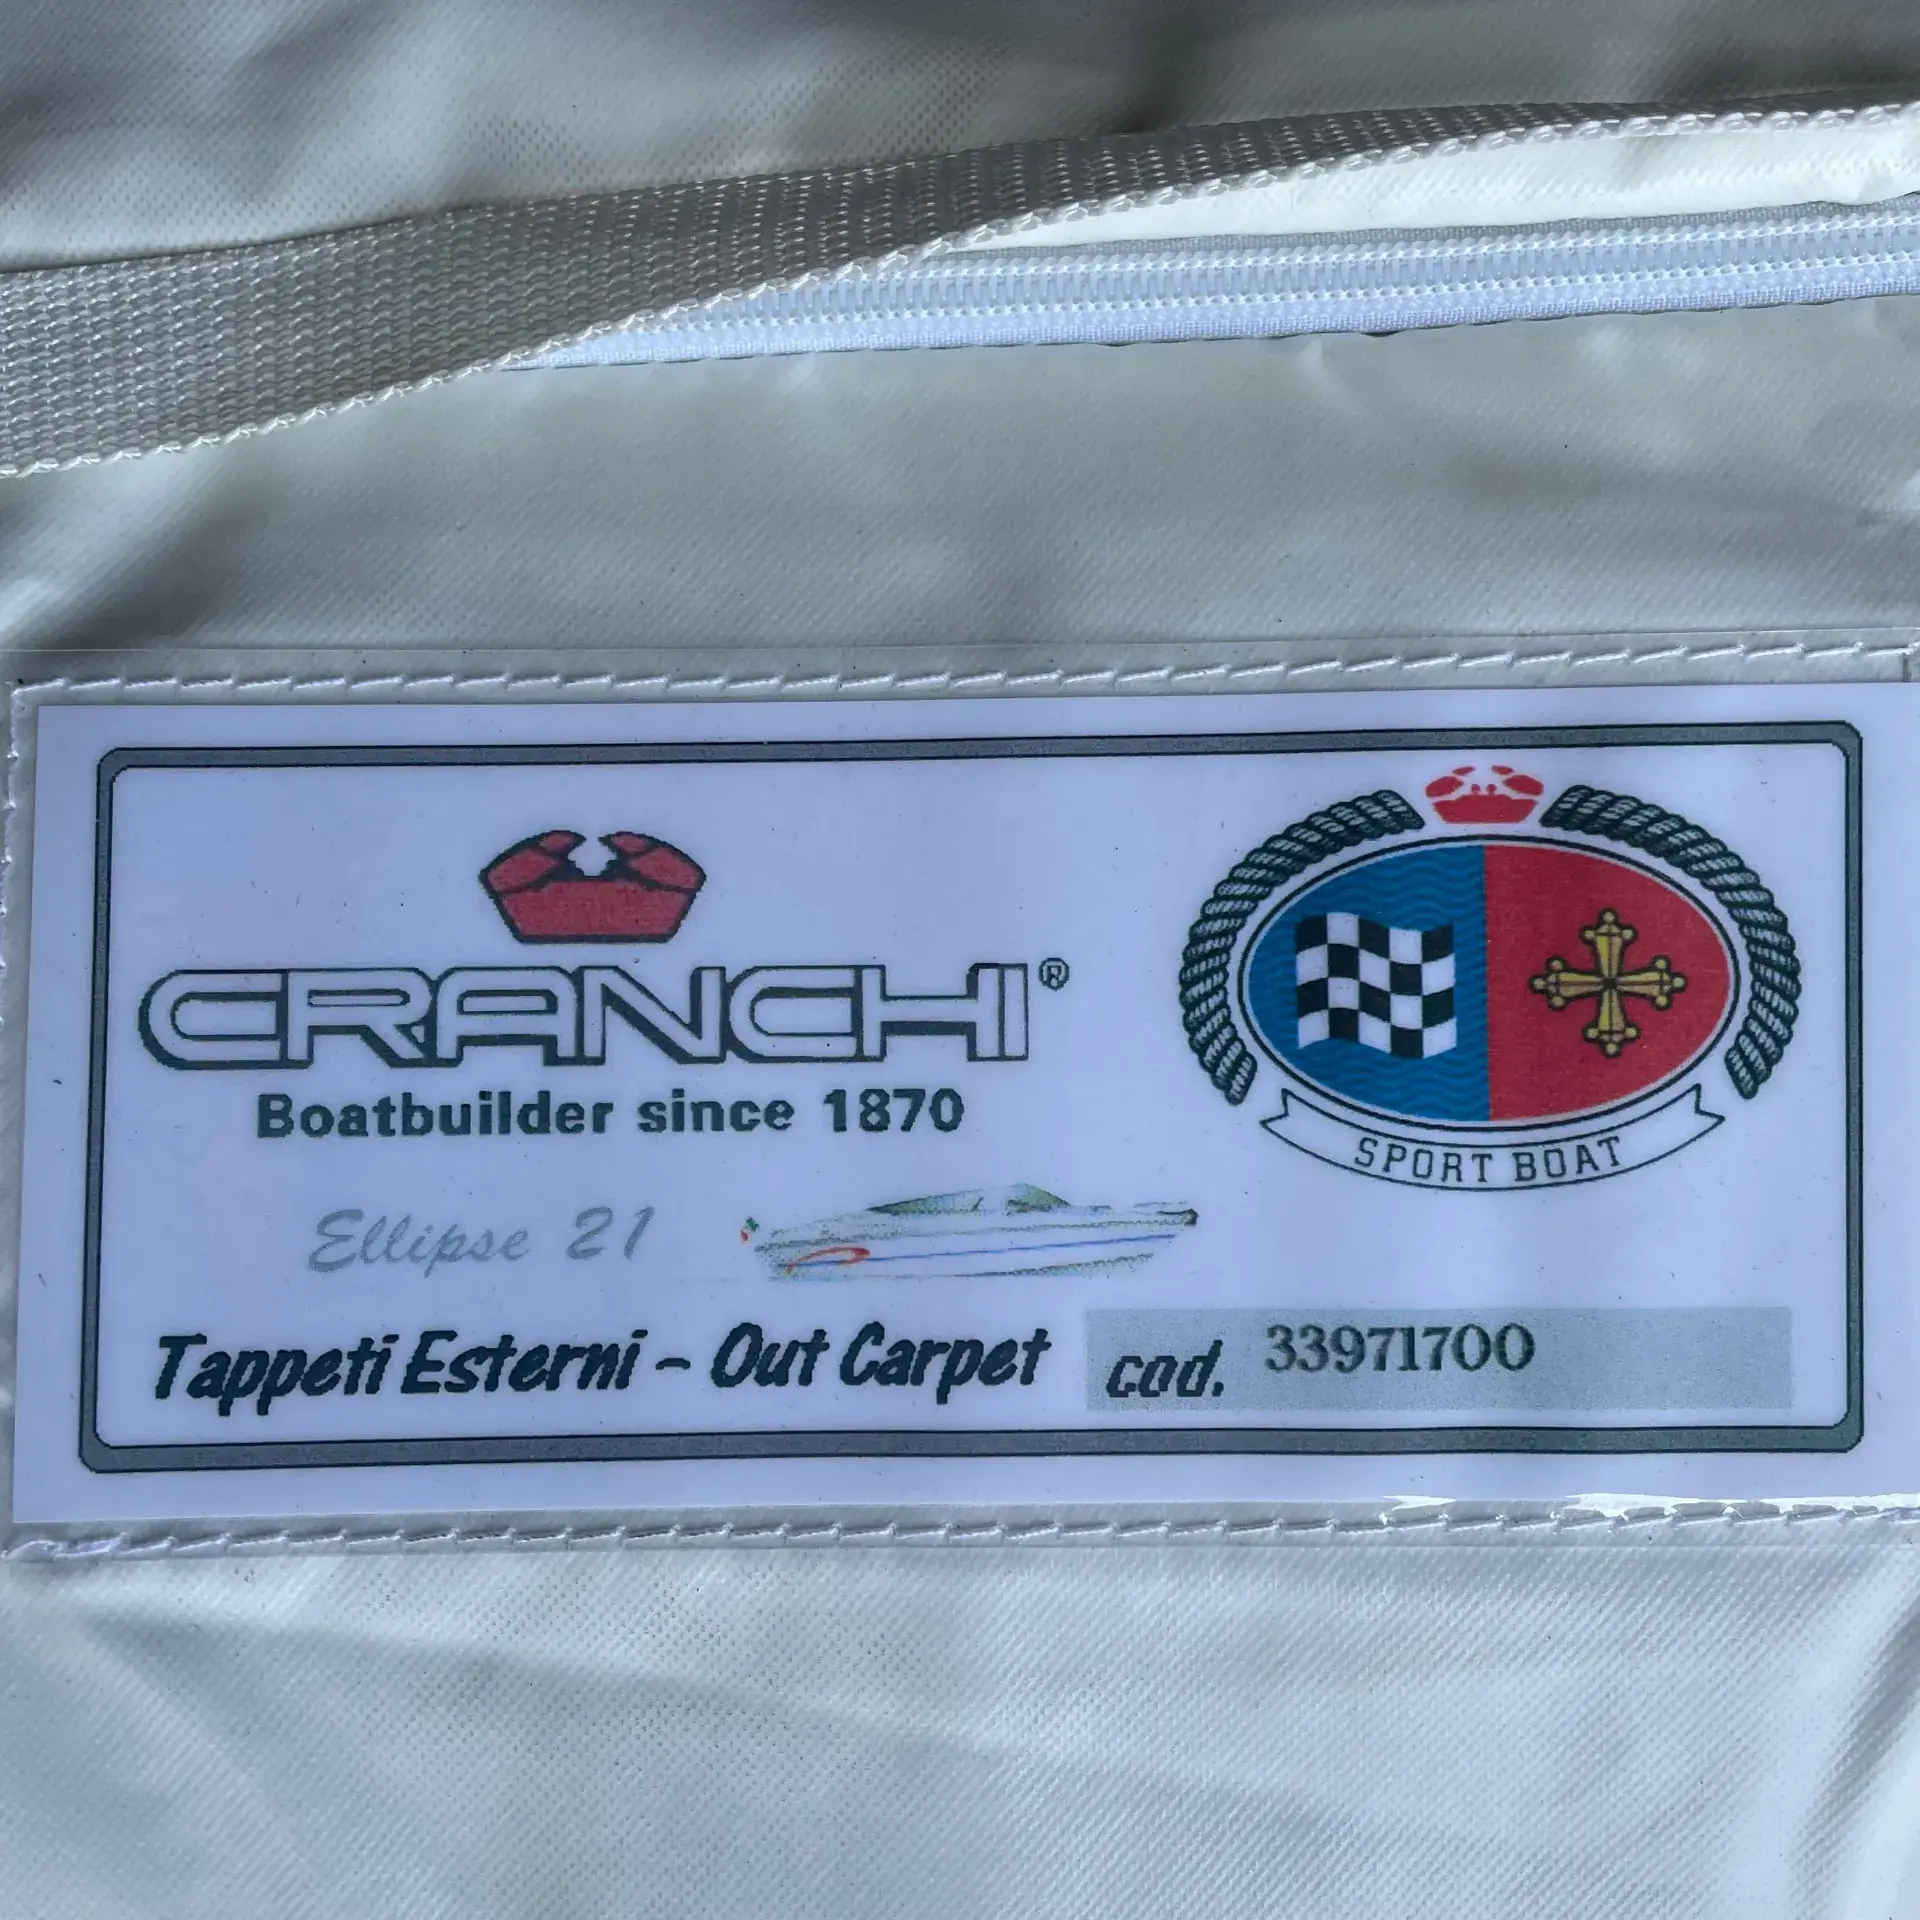 CRANCHI®
Boatbuilder since 1870
SPORT BOAT
Ellipse 21
Tappeti Esterni - Out Carpet cod. 33971700